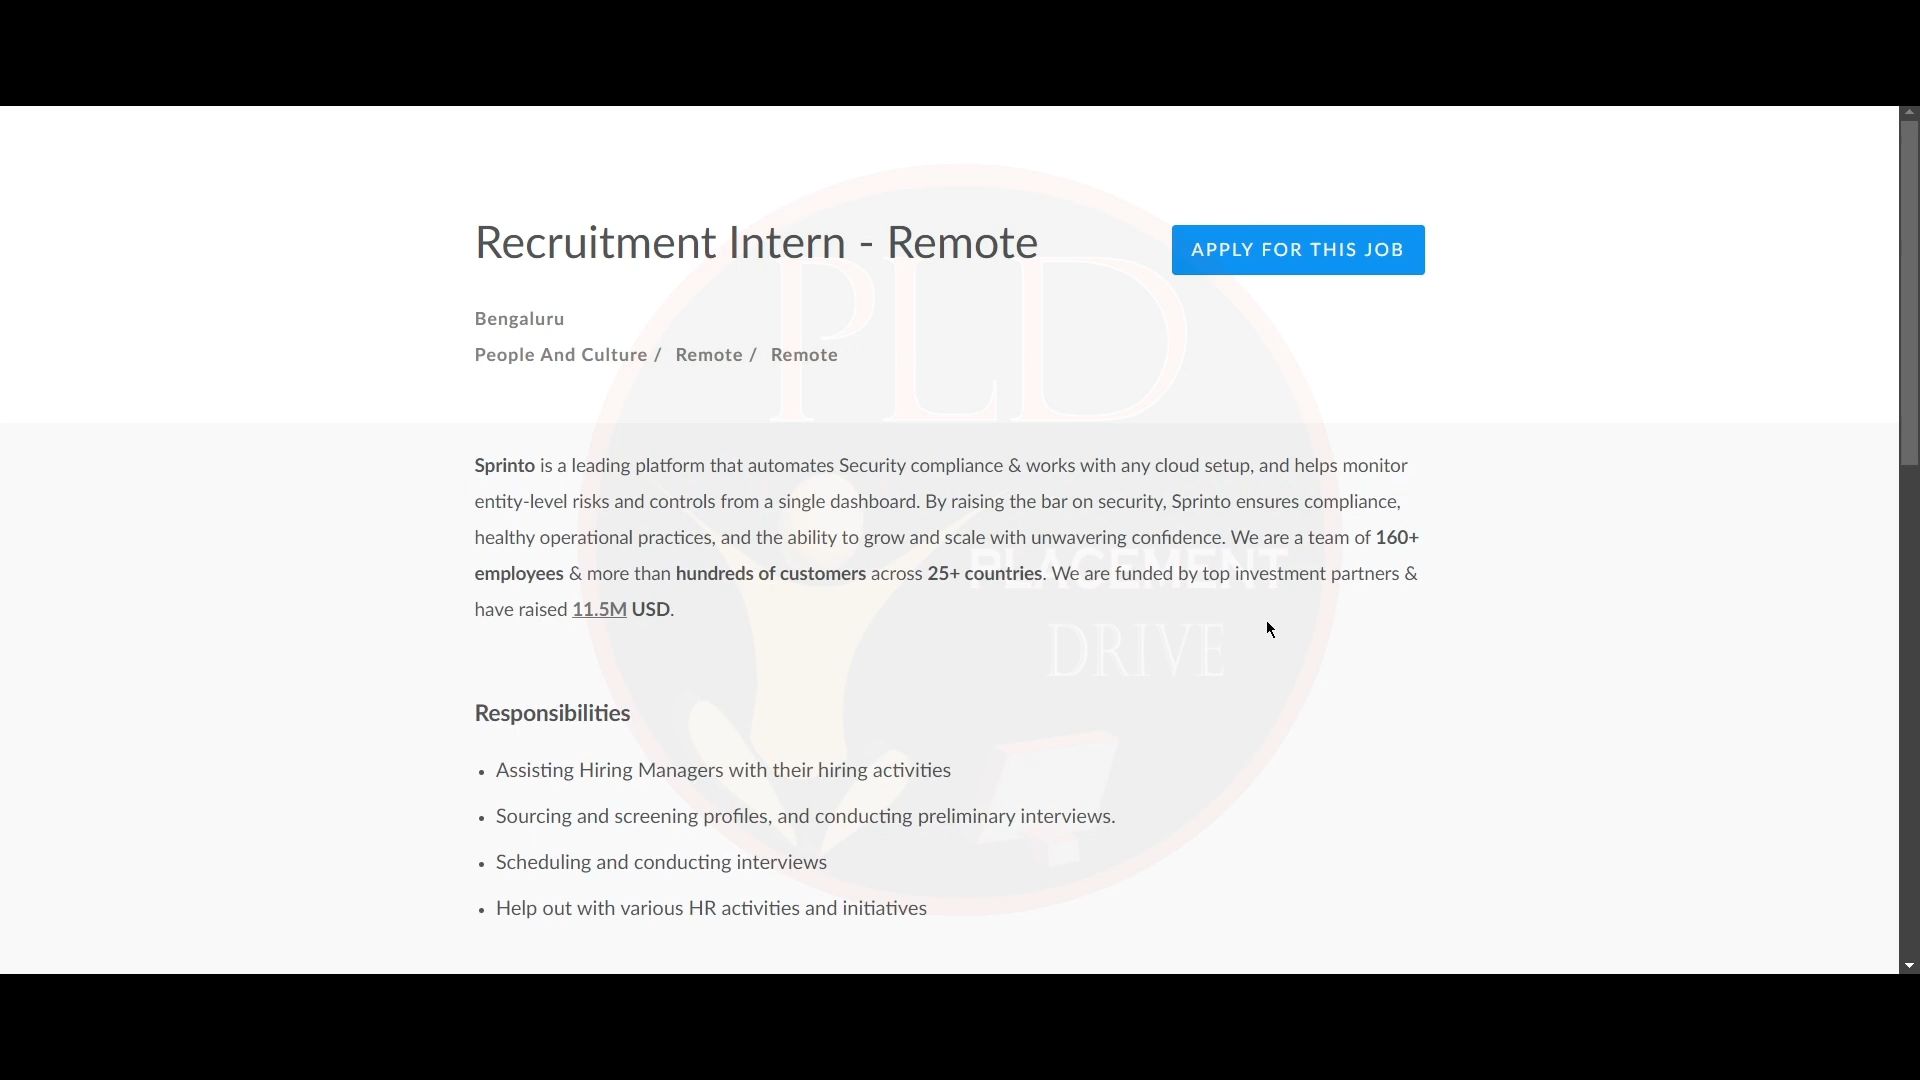 Recruitment Intern - Remote
APPLY FOR THIS JOB
Bengaluru
People And Culture / Remote / Remote
Sprinto is a leading platform that automates Security compliance & works with any cloud setup, and helps monitor
entity-level risks and controls from a single dashboard. By raising the bar on security, Sprinto ensures compliance,
healthy operational practices, and the ability to grow and scale with unwavering confidence. We are a team of 160+
employees & more than hundreds of customers across 25+ countries. We are funded by top investment partners &
have raised 11.5M USD.
Responsibilities
• Assisting Hiring Managers with their hiring activities
• Sourcing and screening profiles, and conducting preliminary interviews.
• Scheduling and conducting interviews
• Help out with various HR activities and initiatives
PLD
PLACEMENT
DRIVE